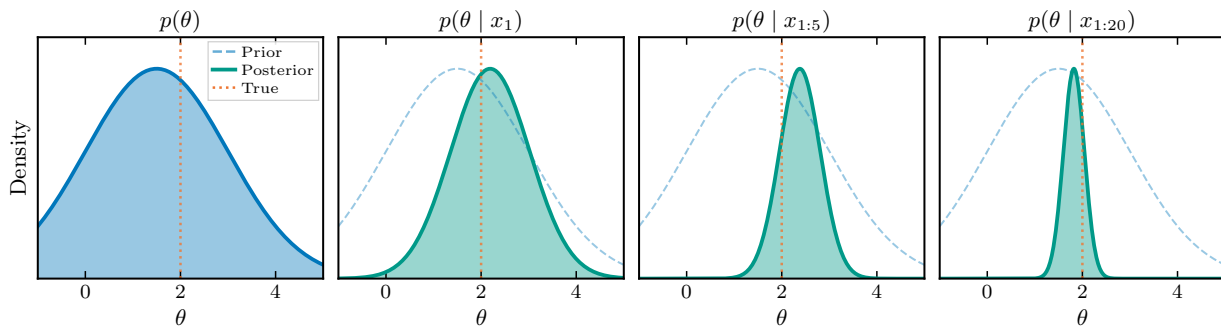 p(θ)
p(θ | x₁)
p(θ | x₁:₅)
p(θ | x₁:₂₀)
Density
Prior
Posterior
True
0 2 4
0 2 4
0 2 4
0 2 4
θ
θ
θ
θ